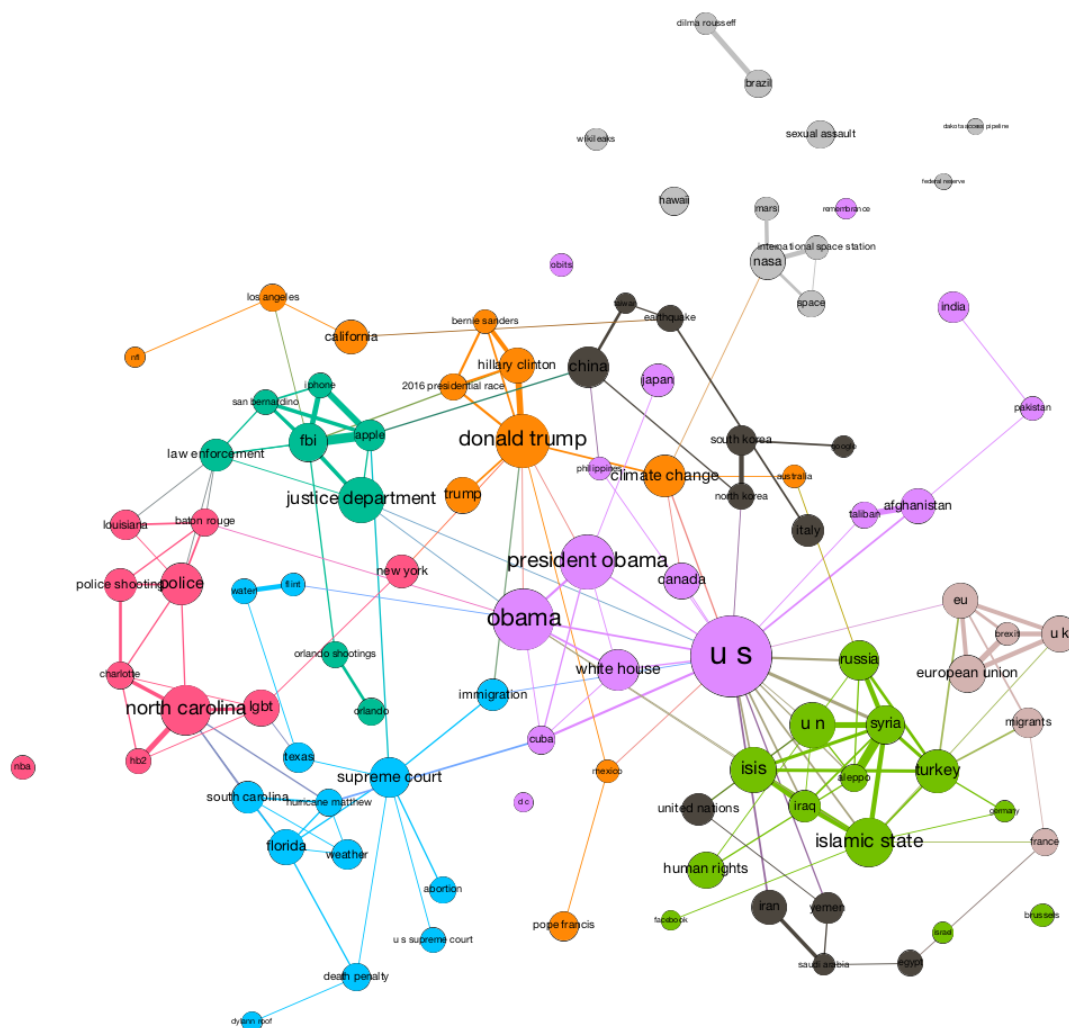 dilma rousseff
brazil
sexual assault
dakota access pipeline
wikileaks
federal reserve
hawaii
mars
remembrance
international space station
nasa
obits
space
los angeles
taiwan
india
earthquake
bernie sanders
california
nfl
hillary clinton
china
iphone
2016 presidential race
japan
san bernardino
pakistan
apple
fbi
donald trump
south korea
google
law enforcement
philippines
climate change
australia
justice department
trump
north korea
afghanistan
taliban
louisiana
baton rouge
italy
president obama
new york
canada
police shooting
police
water
flint
eu
obama
brexit
u k
u s
orlando shootings
russia
white house
european union
charlotte
immigration
north carolina
lgbt
orlando
u n
syria
migrants
cuba
texas
hb2
nba
supreme court
mexico
isis
aleppo
turkey
south carolina
hurricane matthew
d c
united nations
iraq
germany
florida
weather
islamic state
france
human rights
abortion
iran
yemen
facebook
brussels
pope francis
israel
u s supreme court
saudi arabia
egypt
death penalty
dylann roof